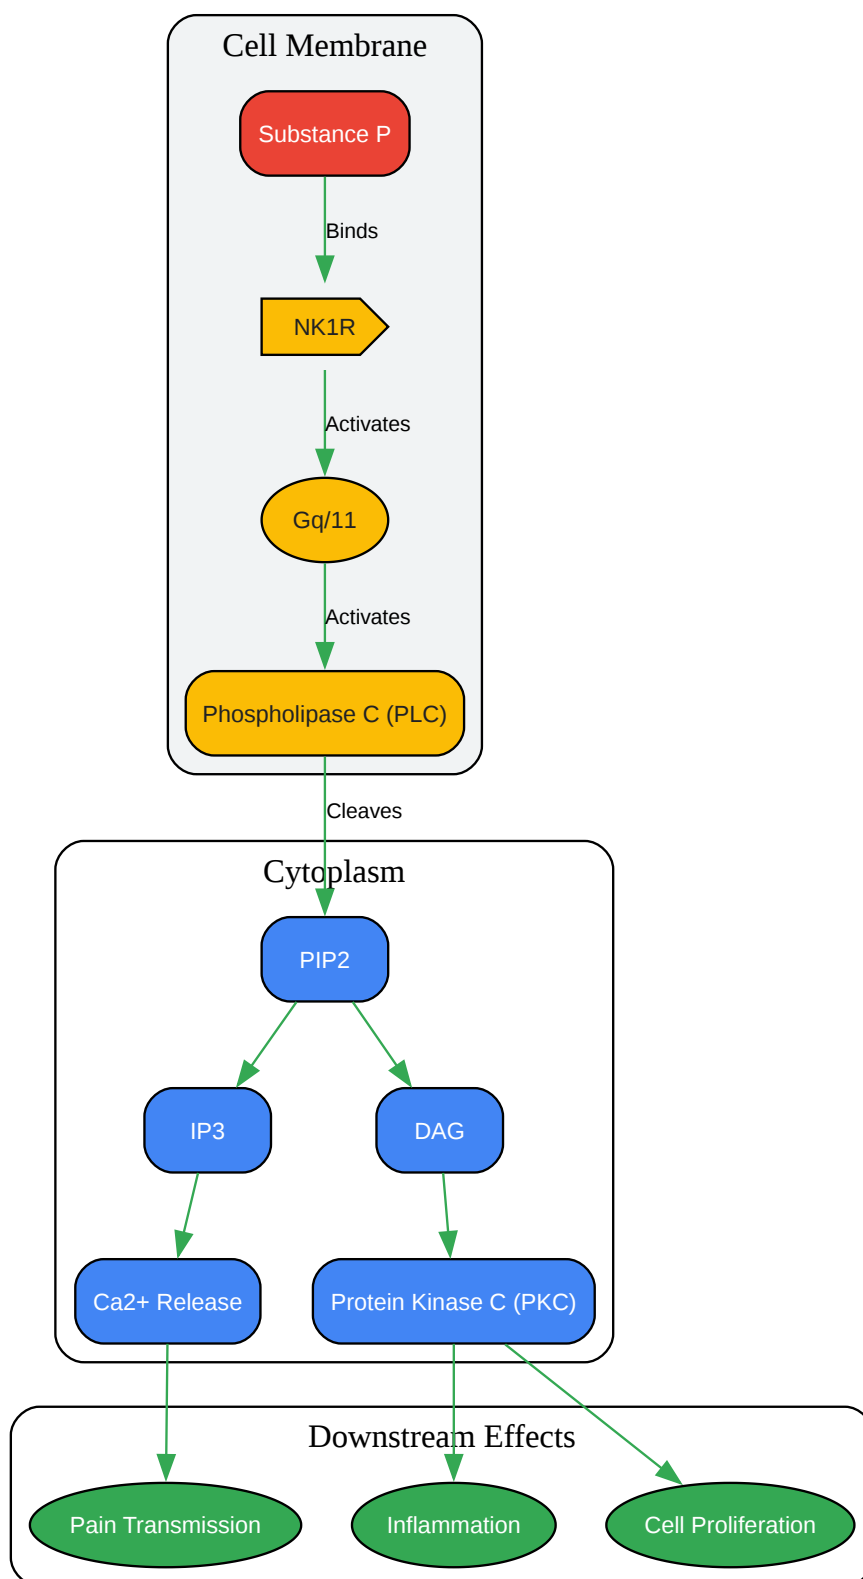 Cell Membrane
Substance P
Binds
NK1R
Activates
Gq/11
Activates
Phospholipase C (PLC)
Cleaves
Cytoplasm
PIP2
IP3
DAG
Ca2+ Release
Protein Kinase C (PKC)
Downstream Effects
Pain Transmission
Inflammation
Cell Proliferation